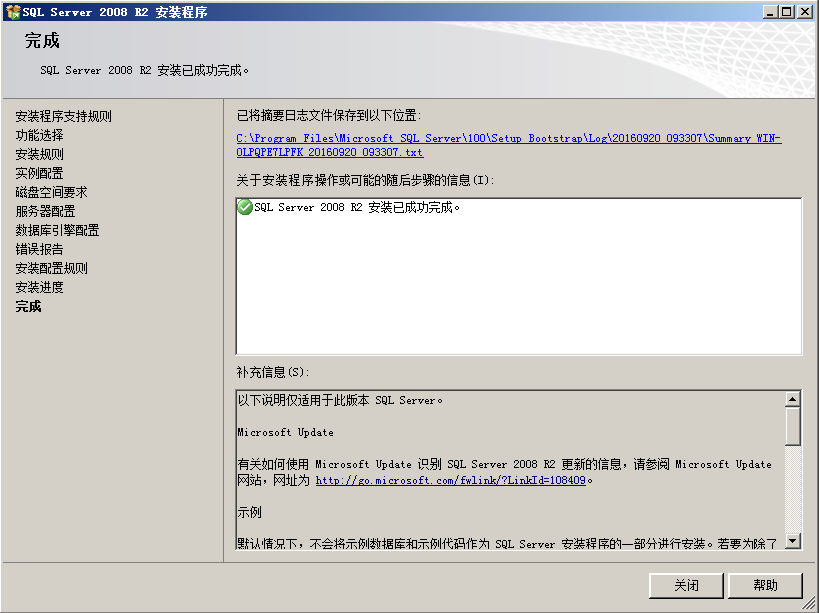 SQL Server 2008 R2 安装程序
完成
SQL Server 2008 R2 安装已成功完成。
安装程序支持规则
功能选择
安装规则
实例配置
磁盘空间要求
服务器配置
数据库引擎配置
错误报告
安装配置规则
安装进度
完成
已将摘要日志文件保存到以下位置:
C:\Program Files\Microsoft SQL Server\100\Setup Bootstrap\Log\20160920_093307\Summary_WIN-
OLPQPE7LPFK_20160920_093307.txt
关于安装程序操作或可能的随后步骤的信息(I):
SQL Server 2008 R2 安装已成功完成。
补充信息(S):
以下说明仅适用于此版本 SQL Server。
Microsoft Update
有关如何使用 Microsoft Update 识别 SQL Server 2008 R2 更新的信息，请参阅 Microsoft Update
网站，网址为 http://go.microsoft.com/fwlink/?LinkId=108409。
示例
默认情况下，不会将示例数据库和示例代码作为 SQL Server 安装程序的一部分进行安装。若要为除了
关闭
帮助